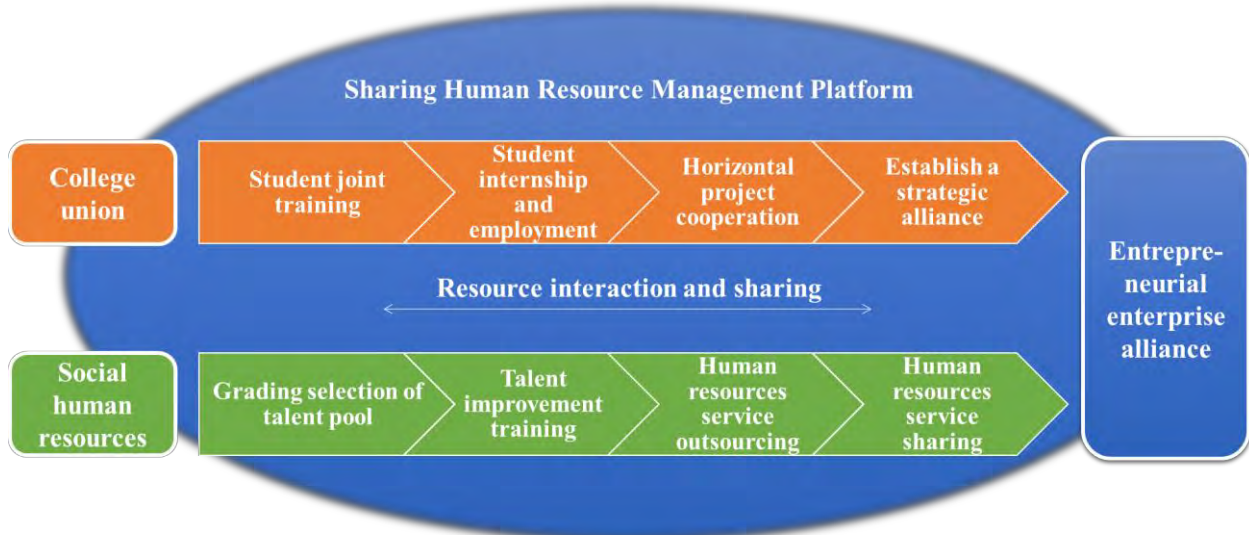 Sharing Human Resource Management Platform
College
union
Student joint
training
Student
internship
and
employment
Horizontal
project
cooperation
Establish a
strategic
alliance
Resource interaction and sharing
Entrepre-
neurial
enterprise
alliance
Social
human
resources
Grading selection of
talent pool
Talent
improvement
training
Human
resources
service
outsourcing
Human
resources
service
sharing